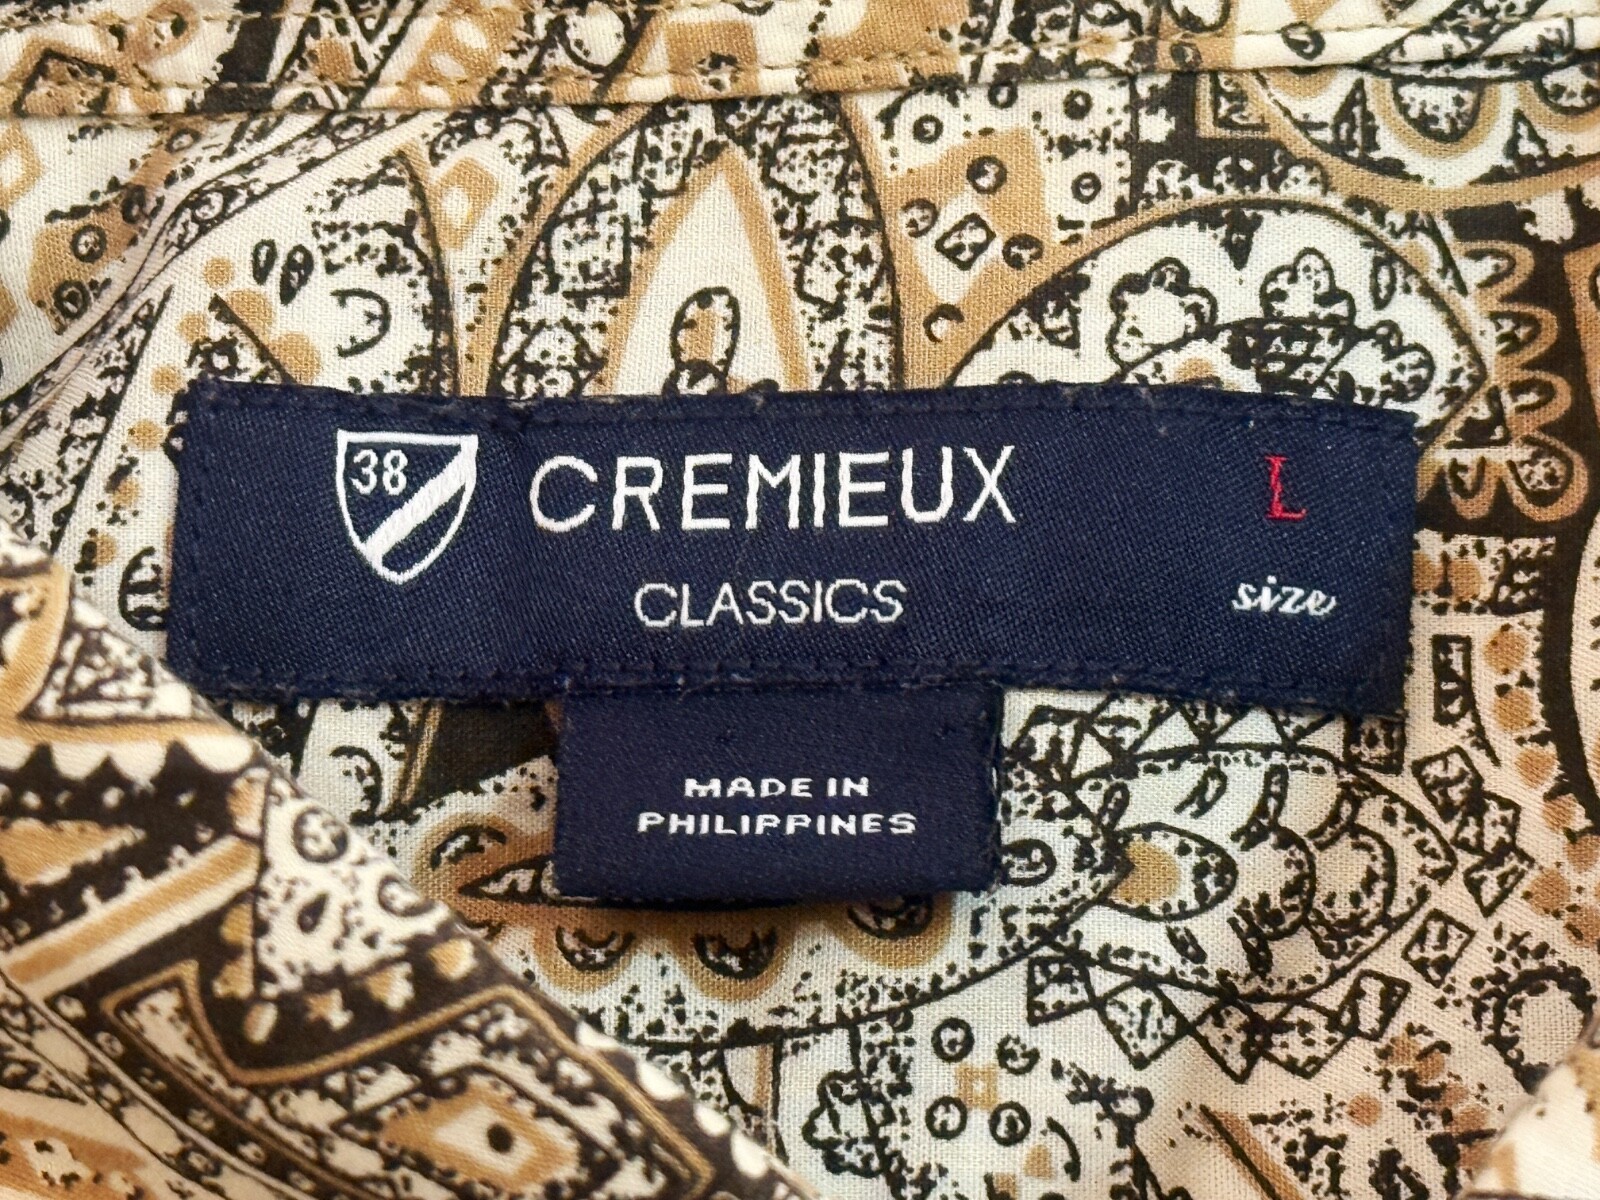 38
CREMIEUX
L
CLASSICS
size
MADE IN
PHILIPPINES